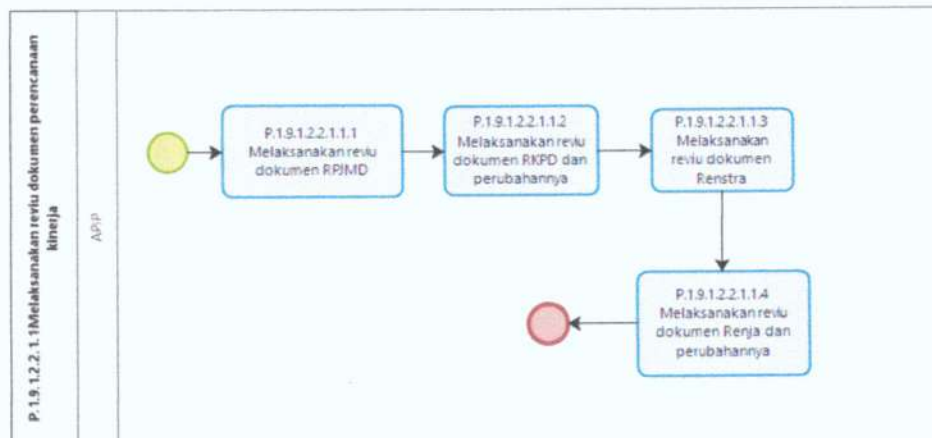 P.1.9.1.2.2.1.1Melaksanakan reviu dokumen perencanaan
kinerja
APIP
P.1.9.1.2.2.1.1.1
Melaksanakan reviu
dokumen RPJMD
P.1.9.1.2.2.1.1.2
Melaksanakan reviu
dokumen RKPD dan
perubahannya
P.1.9.1.2.2.1.1.3
Melaksanakan
reviu dokumen
Renstra
P.1.9.1.2.2.1.1.4
Melaksanakan reviu
dokumen Renja dan
perubahannya